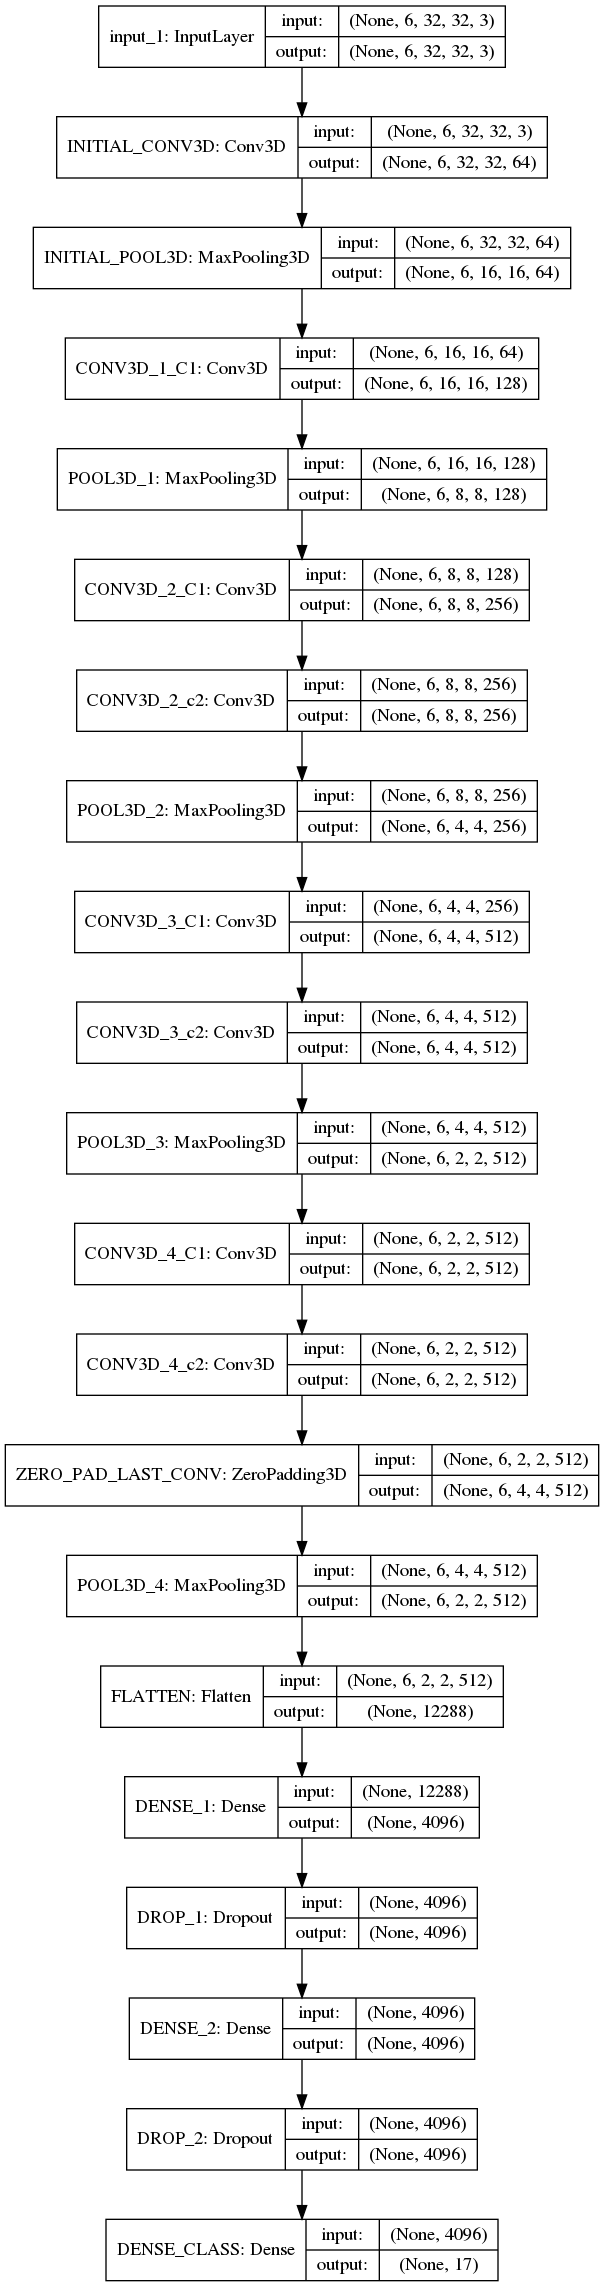 input_1: InputLayer
input: (None, 6, 32, 32, 3)
output: (None, 6, 32, 32, 3)
INITIAL_CONV3D: Conv3D
input: (None, 6, 32, 32, 3)
output: (None, 6, 32, 32, 64)
INITIAL_POOL3D: MaxPooling3D
input: (None, 6, 32, 32, 64)
output: (None, 6, 16, 16, 64)
CONV3D_1_C1: Conv3D
input: (None, 6, 16, 16, 64)
output: (None, 6, 16, 16, 128)
POOL3D_1: MaxPooling3D
input: (None, 6, 16, 16, 128)
output: (None, 6, 8, 8, 128)
CONV3D_2_C1: Conv3D
input: (None, 6, 8, 8, 128)
output: (None, 6, 8, 8, 256)
CONV3D_2_c2: Conv3D
input: (None, 6, 8, 8, 256)
output: (None, 6, 8, 8, 256)
POOL3D_2: MaxPooling3D
input: (None, 6, 8, 8, 256)
output: (None, 6, 4, 4, 256)
CONV3D_3_C1: Conv3D
input: (None, 6, 4, 4, 256)
output: (None, 6, 4, 4, 512)
CONV3D_3_c2: Conv3D
input: (None, 6, 4, 4, 512)
output: (None, 6, 4, 4, 512)
POOL3D_3: MaxPooling3D
input: (None, 6, 4, 4, 512)
output: (None, 6, 2, 2, 512)
CONV3D_4_C1: Conv3D
input: (None, 6, 2, 2, 512)
output: (None, 6, 2, 2, 512)
CONV3D_4_c2: Conv3D
input: (None, 6, 2, 2, 512)
output: (None, 6, 2, 2, 512)
ZERO_PAD_LAST_CONV: ZeroPadding3D
input: (None, 6, 2, 2, 512)
output: (None, 6, 4, 4, 512)
POOL3D_4: MaxPooling3D
input: (None, 6, 4, 4, 512)
output: (None, 6, 2, 2, 512)
FLATTEN: Flatten
input: (None, 6, 2, 2, 512)
output: (None, 12288)
DENSE_1: Dense
input: (None, 12288)
output: (None, 4096)
DROP_1: Dropout
input: (None, 4096)
output: (None, 4096)
DENSE_2: Dense
input: (None, 4096)
output: (None, 4096)
DROP_2: Dropout
input: (None, 4096)
output: (None, 4096)
DENSE_CLASS: Dense
input: (None, 4096)
output: (None, 17)